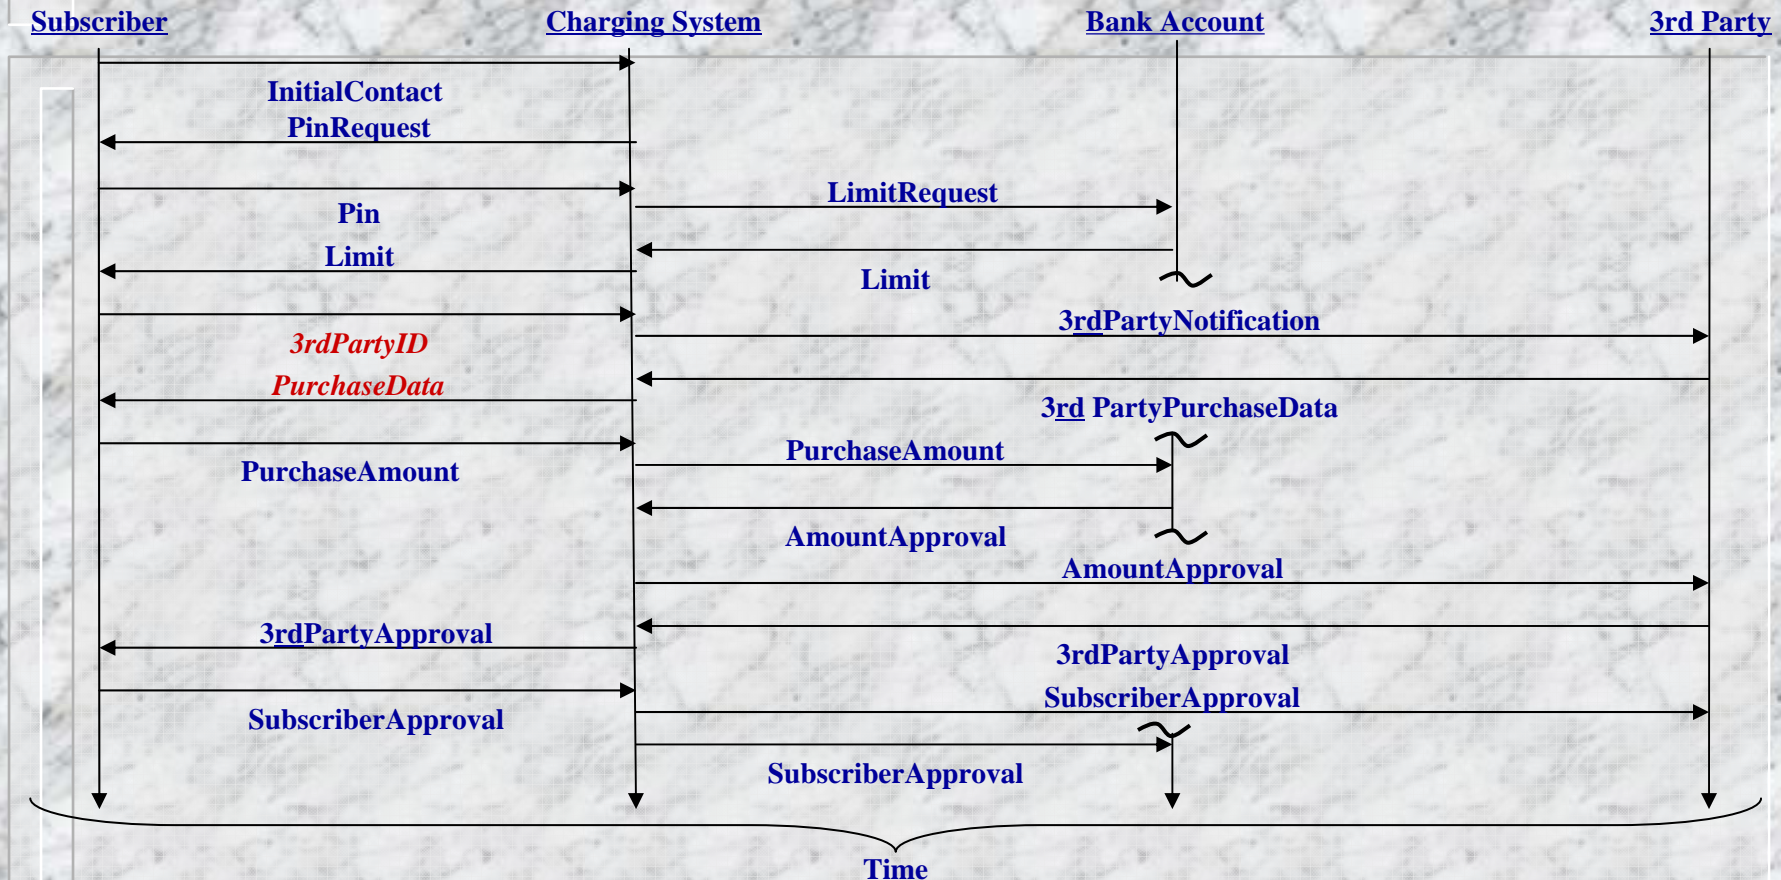 Subscriber Charging System Bank Account 3rd Party
InitialContact
PinRequest
LimitRequest
Pin
Limit
Limit
3rdPartyNotification
3rdPartyID
PurchaseData
3rd PartyPurchaseData
PurchaseAmount
PurchaseAmount
AmountApproval
AmountApproval
3rdPartyApproval
3rdPartyApproval
SubscriberApproval
SubscriberApproval
SubscriberApproval
Time